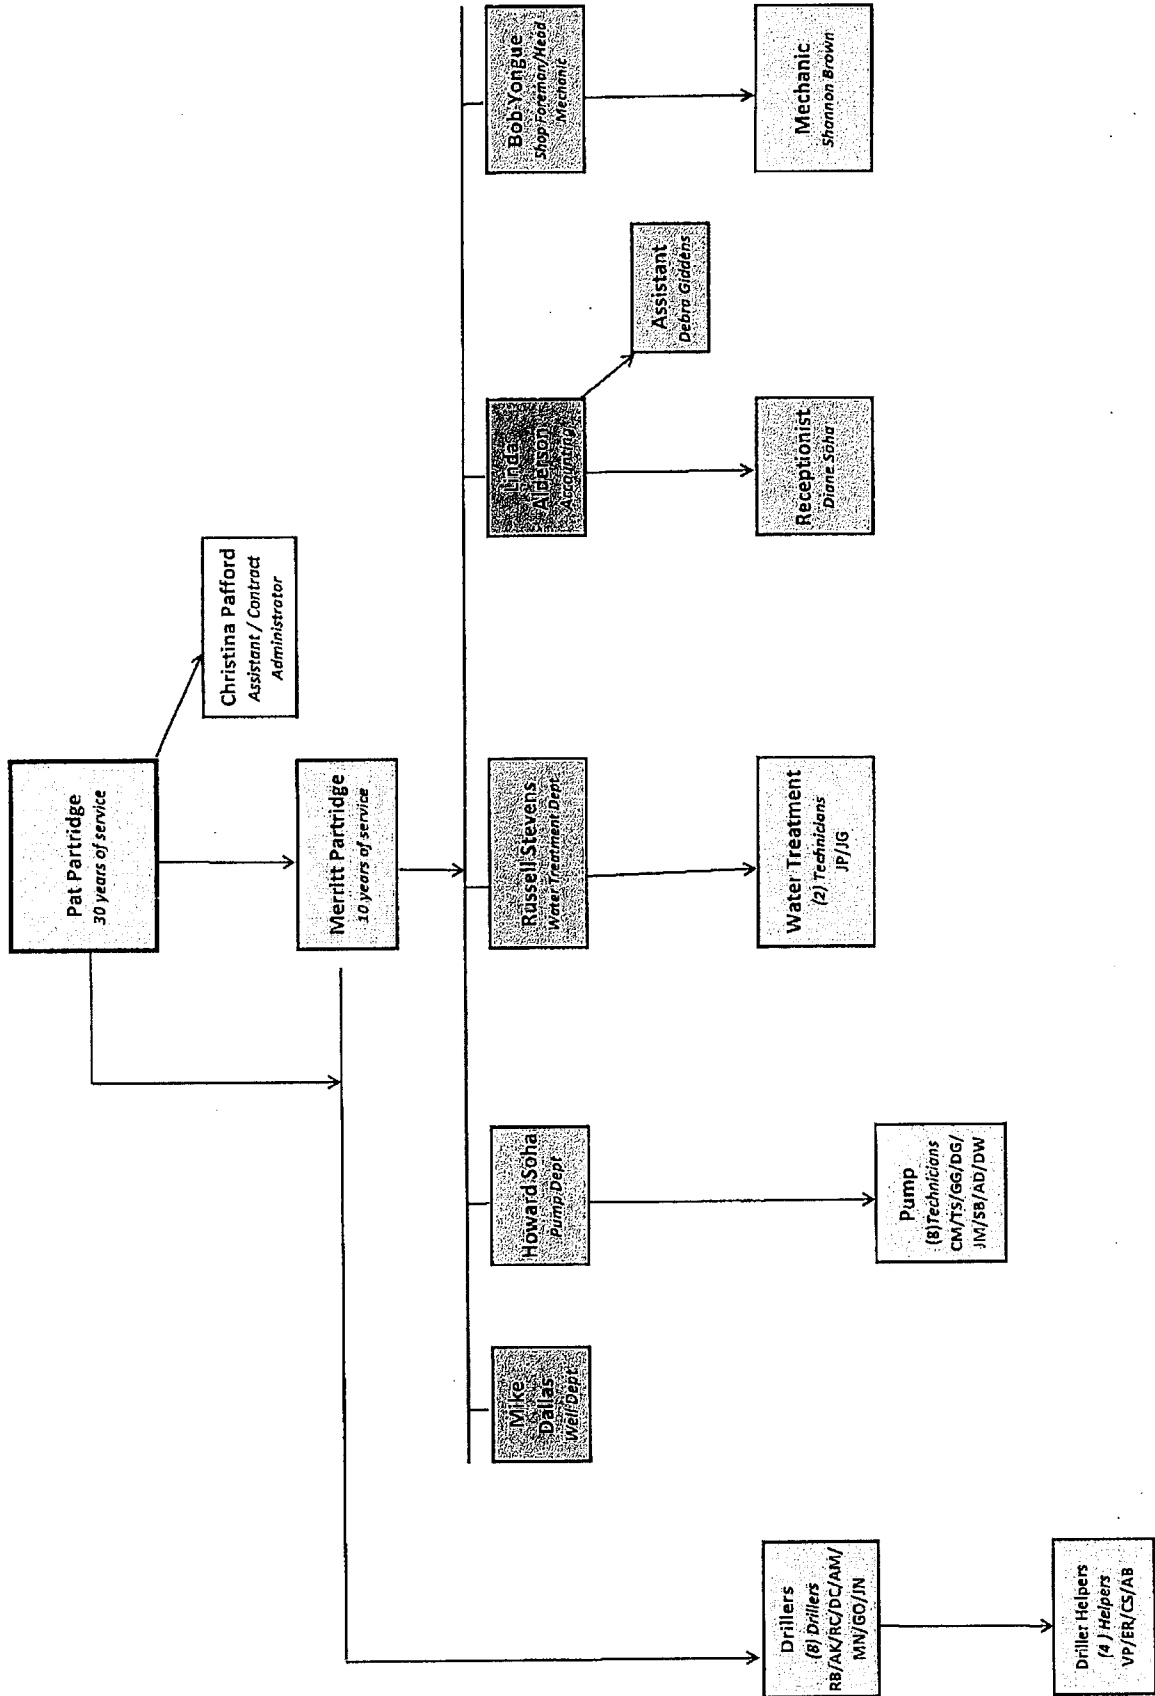 Pat Partridge
30 years of service
Christina Pafford
Assistant / Contract
Administrator
Merritt Partridge
10 years of service
Mike
Dallas
Well Dept
Howard Soha
Pump Dept
Russell Stevens
Water Treatment Dept.
Linda
Alderson
Accounting
Bob Yongue
Shop Foreman/Head
Mechanic
Assistant
Debra Giddens
Drillers
(8) Drillers
RB/AK/RC/DC/AM/
MN/GO/JN
Water Treatment
(2) Technicians
JP/JG
Receptionist
Diane Soha
Mechanic
Shannon Brown
Pump
(8)Technicians
CM/TS/GG/DG/
JM/SB/AD/DW
Driller Helpers
(4 ) Helpers
VP/ER/CS/AB